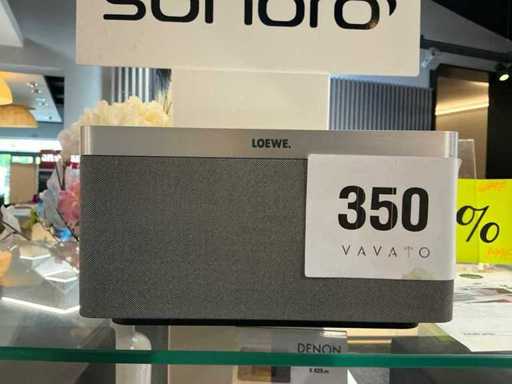 sonoro
LOEWE.
350
VAVATO
%
DENON